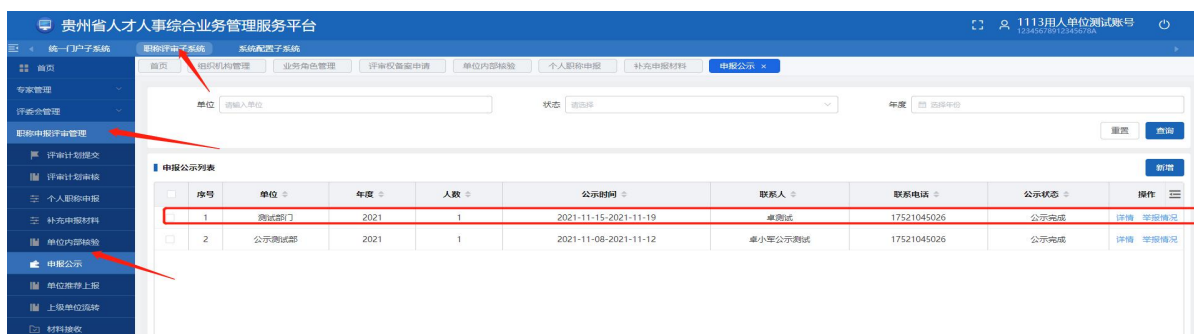 贵州省人才人事综合业务管理服务平台
1113用人单位测试账号
12345678912345678A
统一门户子系统 职称评审子系统 系统配置子系统
首页 组织机构管理 业务角色管理 评审权备案申请 单位内部核验 个人职称申报 补充申报材料 申报公示 ×
首页
专家管理
评委会管理
职称申报评审管理
评审计划提交
评审计划审核
个人职称申报
补充申报材料
单位内部核验
申报公示
单位推荐上报
上级单位流转
材料接收
单位 请输入单位 状态 请选择 年度 选择年份
重置 查询
申报公示列表 新增
序号 单位 年度 人数 公示时间 联系人 联系电话 公示状态 操作
1 测试部门 2021 1 2021-11-15-2021-11-19 卓测试 17521045026 公示完成 详情 举报情况
2 公示测试部 2021 1 2021-11-08-2021-11-12 卓小军公示测试 17521045026 公示完成 详情 举报情况